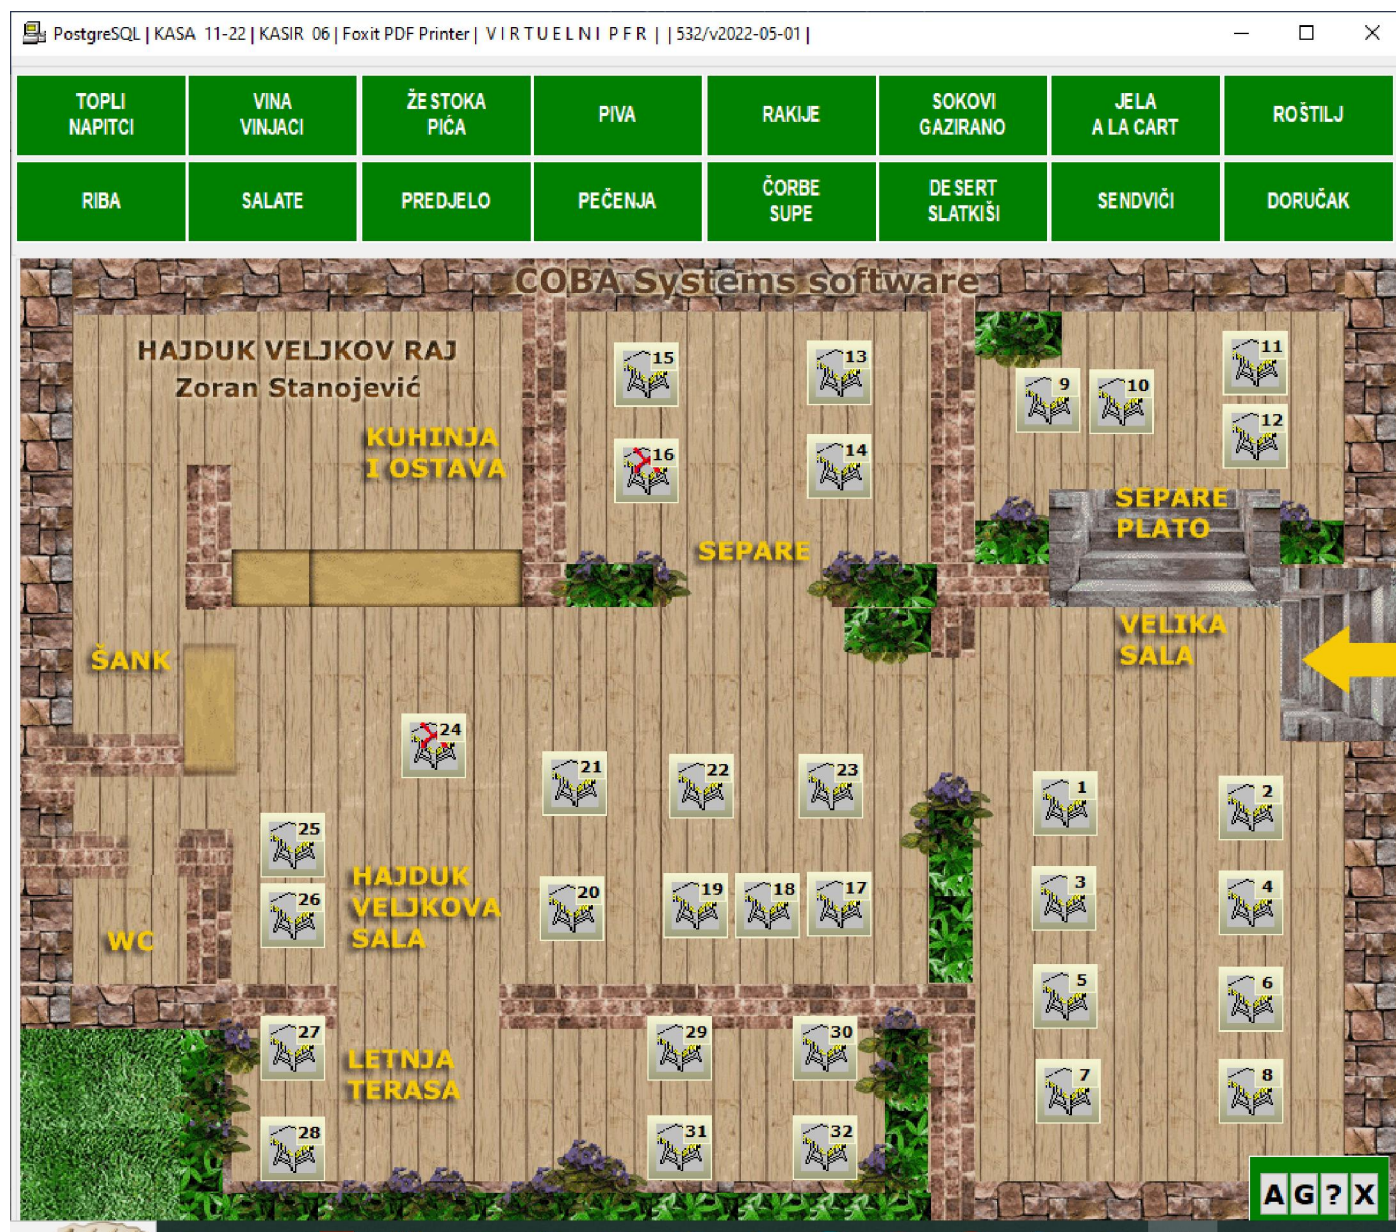 PostgreSQL | KASA 11-22 | KASIR 06 | Foxit PDF Printer | V I R T U E L N I P F R | | 532/v2022-05-01 |
TOPLI
NAPITCI
VINA
VINJACI
ŽESTOKA
PIĆA
PIVA
RAKIJE
SOKOVI
GAZIRANO
JELA
A LA CART
ROŠTILJ
RIBA
SALATE
PREDJELO
PEČENJA
ČORBE
SUPE
DESERT
SLATKIŠI
SENDVIČI
DORUČAK
COBA Systems software
HAJDUK VELJKOV RAJ
Zoran Stanojević
KUHINJA
I OSTAVA
15
13
16
14
SEPARE
9
10
11
12
SEPARE
PLATO
VELIKA
SALA
ŠANK
24
21
22
23
1
2
25
26
HAJDUK
VELJKOVA
SALA
20
19
18
17
3
4
WC
5
6
27
LETNJA
TERASA
29
30
7
8
28
31
32
A G ? X